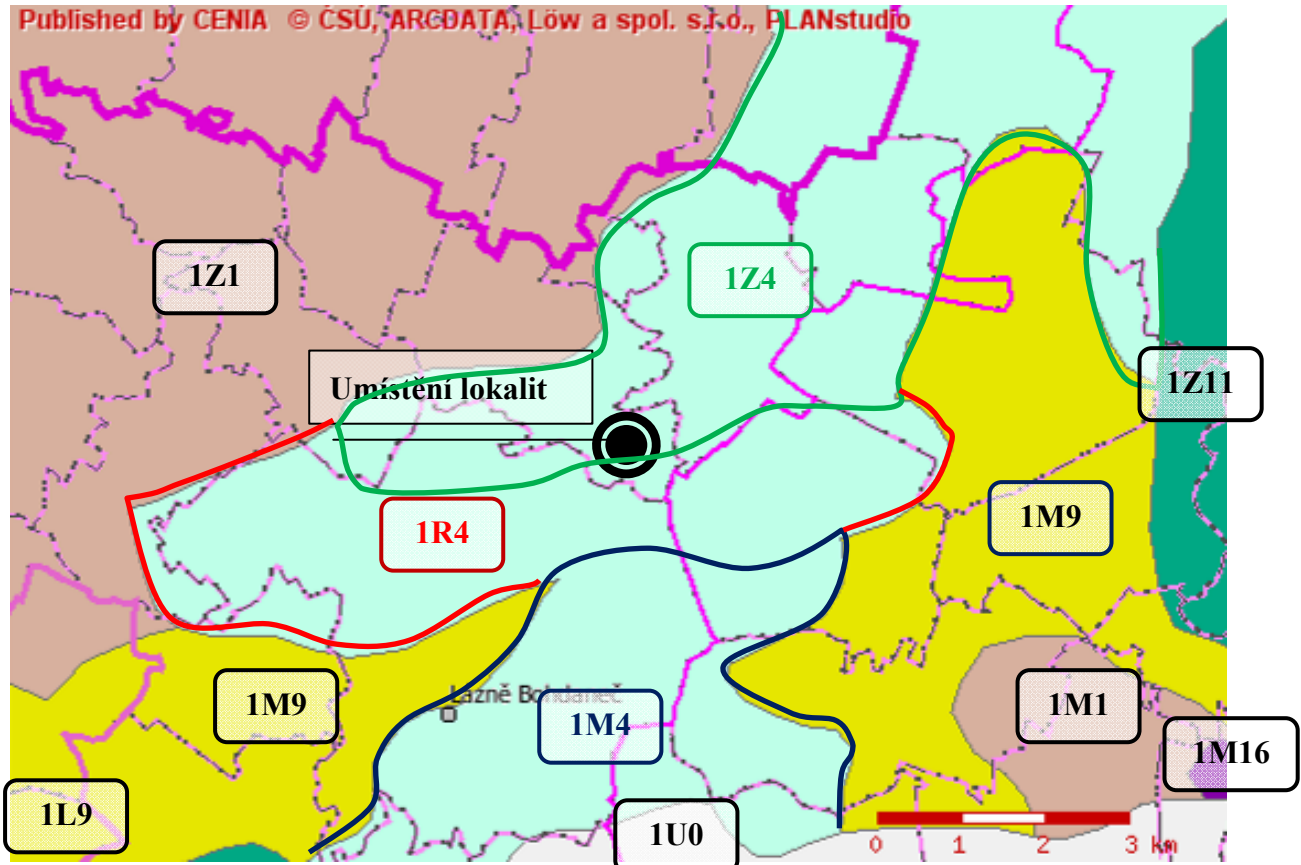 Published by CENIA © ČSÚ, ARCDATA, Löw a spol. s.r.o., PLANstudio
1Z1
1Z4
Umístění lokalit
1Z11
1R4
1M9
1M9
Lázně Bohdaneč
1M4
1M1
1M16
1L9
1U0
0 1 2 3 km